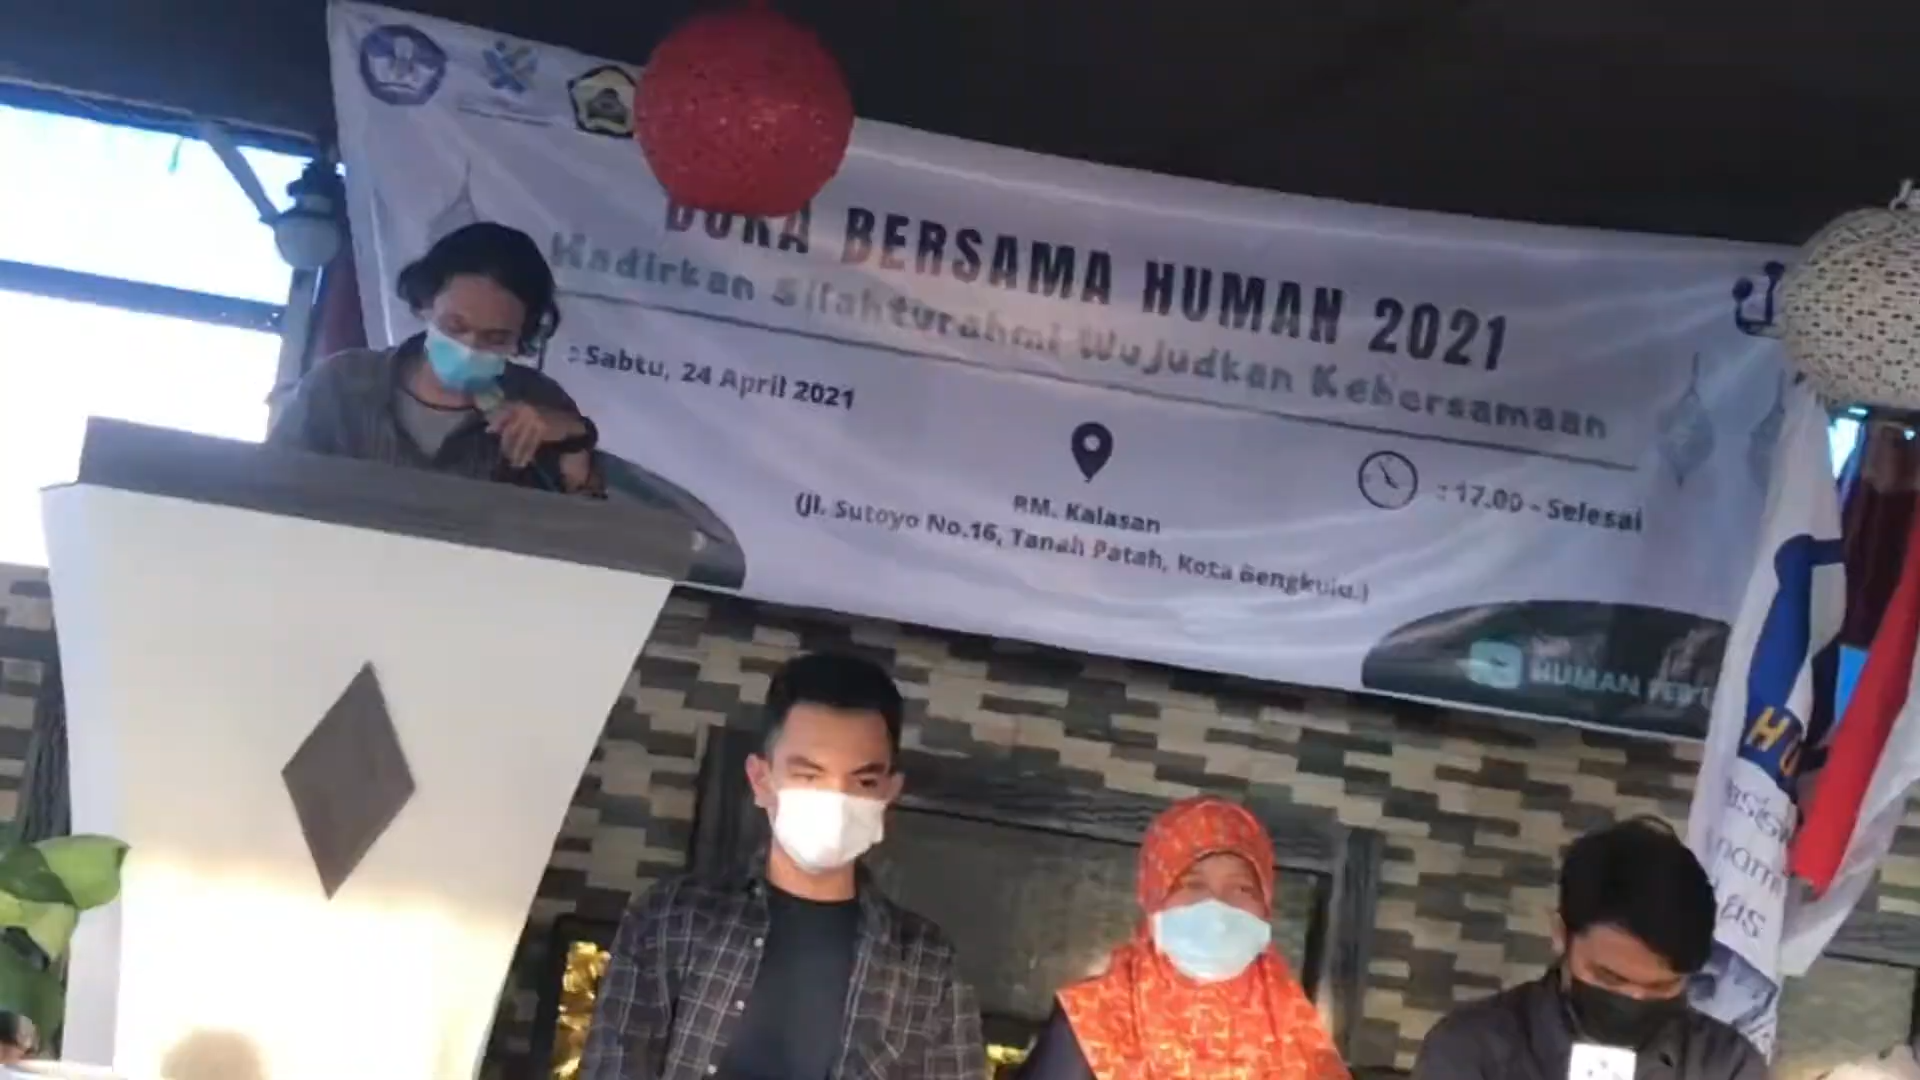 BUKA BERSAMA HUMAN 2021
Hadirkan Silahturahmi Wujudkan Kebersamaan
: Sabtu, 24 April 2021
RM. Kalasan
(Jl. Sutoyo No.16, Tanah Patah, Kota Bengkulu.)
: 17.00 - Selesai
HUMAN
HU